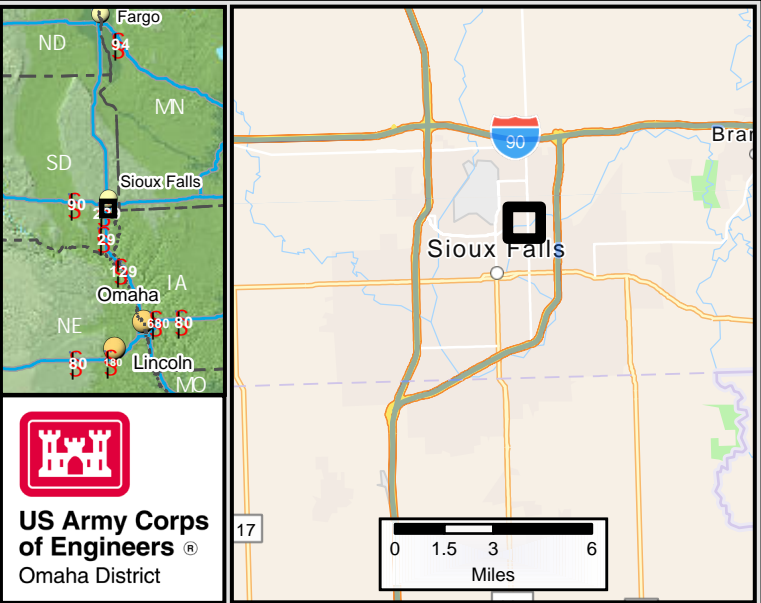 Fargo
ND
94
MN
SD
Sioux Falls
90
29
129
Omaha
IA
680
80
NE
80
180
Lincoln
MO
US Army Corps
of Engineers ®
Omaha District
90
Sioux Falls
17
0 1.5 3 6
Miles